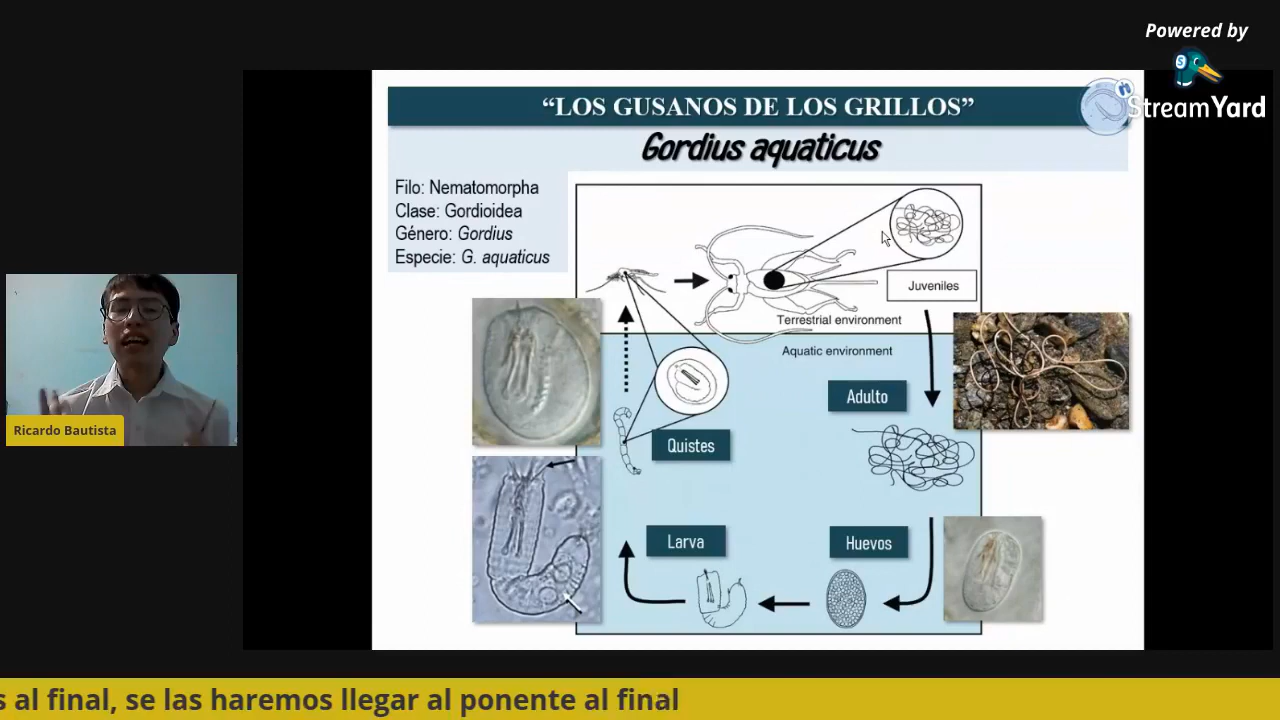 Powered by
StreamYard
“LOS GUSANOS DE LOS GRILLOS”
Gordius aquaticus
Filo: Nematomorpha
Clase: Gordioidea
Género: Gordius
Especie: G. aquaticus
Juveniles
Terrestrial environment
Aquatic environment
Adulto
Quistes
Larva
Huevos
Ricardo Bautista
s al final, se las haremos llegar al ponente al final